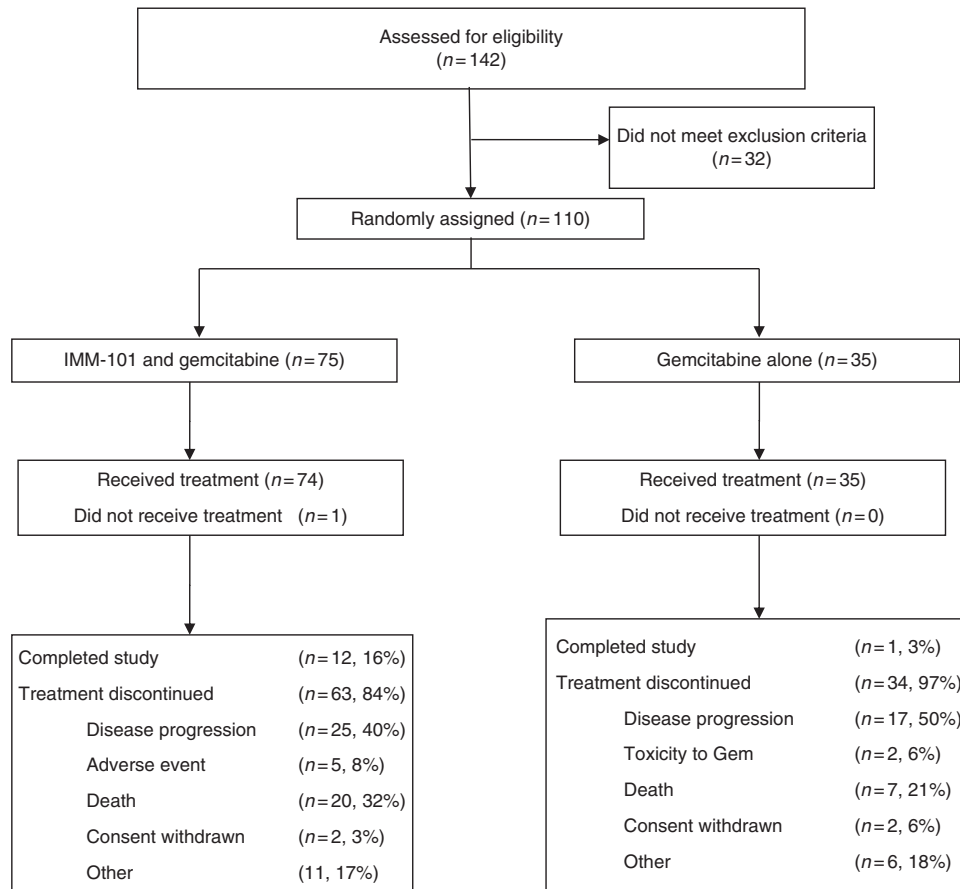 Assessed for eligibility
(n=142)
Did not meet exclusion criteria
(n=32)
Randomly assigned (n=110)
IMM-101 and gemcitabine (n=75)
Gemcitabine alone (n=35)
Received treatment (n=74)
Did not receive treatment (n=1)
Received treatment (n=35)
Did not receive treatment (n=0)
Completed study (n=12, 16%)
Treatment discontinued (n=63, 84%)
Disease progression (n=25, 40%)
Adverse event (n=5, 8%)
Death (n=20, 32%)
Consent withdrawn (n=2, 3%)
Other (11, 17%)
Completed study (n=1, 3%)
Treatment discontinued (n=34, 97%)
Disease progression (n=17, 50%)
Toxicity to Gem (n=2, 6%)
Death (n=7, 21%)
Consent withdrawn (n=2, 6%)
Other (n=6, 18%)